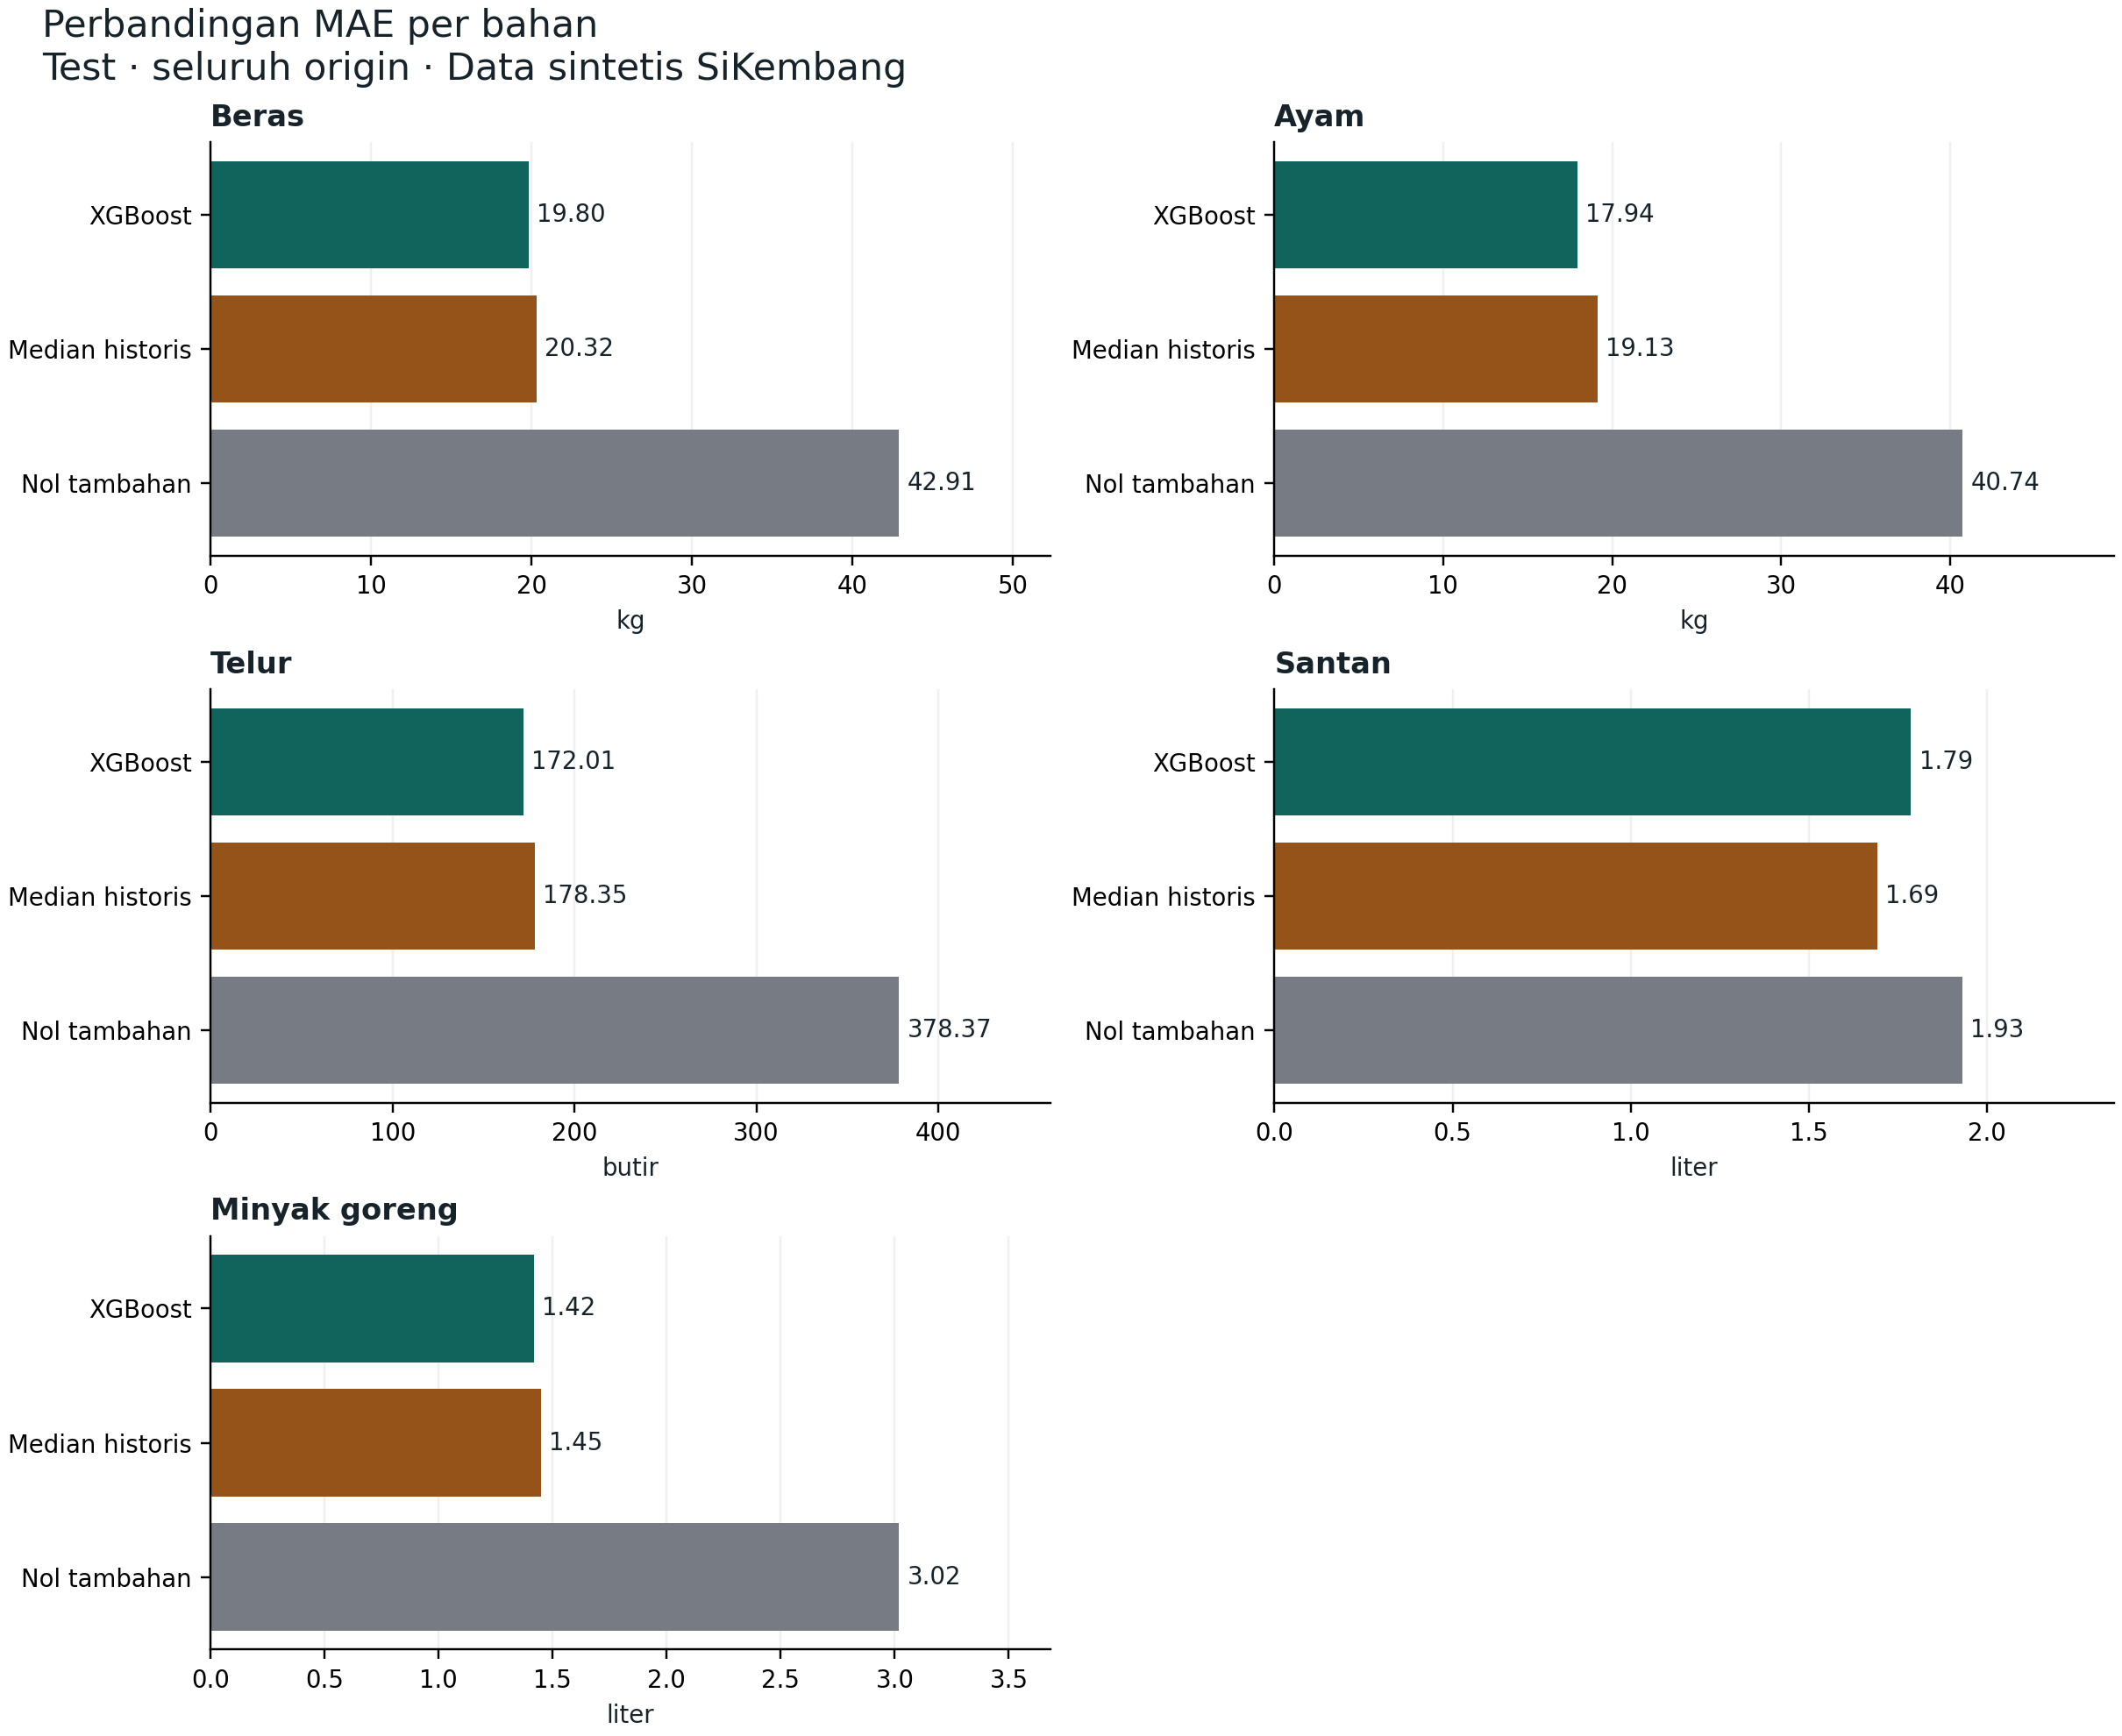 Perbandingan MAE per bahan
Test · seluruh origin · Data sintetis SiKembang
Beras
XGBoost
19.80
Median historis
20.32
Nol tambahan
42.91
0 10 20 30 40 50
kg
Ayam
XGBoost
17.94
Median historis
19.13
Nol tambahan
40.74
0 10 20 30 40
kg
Telur
XGBoost
172.01
Median historis
178.35
Nol tambahan
378.37
0 100 200 300 400
butir
Santan
XGBoost
1.79
Median historis
1.69
Nol tambahan
1.93
0.0 0.5 1.0 1.5 2.0
liter
Minyak goreng
XGBoost
1.42
Median historis
1.45
Nol tambahan
3.02
0.0 0.5 1.0 1.5 2.0 2.5 3.0 3.5
liter